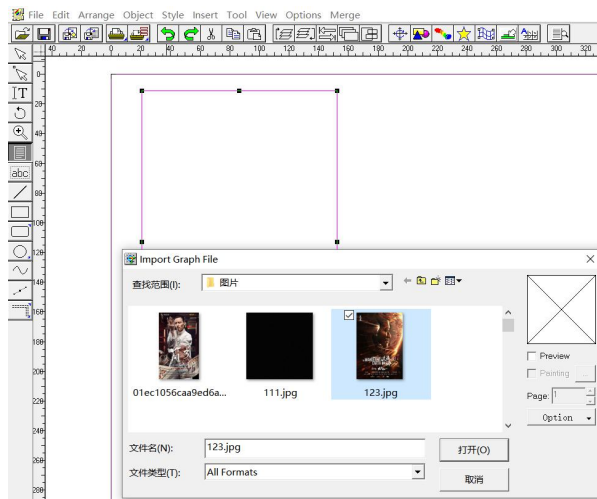 File Edit Arrange Object Style Insert Tool View Options Merge
40 20 0 20 40 60 80 100 120 140 160 180 200 220 240 260 280 300 320
0
IT
20
40
60
abc
80
100
120
140
160
180
200
220
240
260
280
Import Graph File
查找范围(I):
图片
01ec1056caa9ed6a...
111.jpg
123.jpg
Preview
Painting
...
Page: 1
Option
文件名(N):
123.jpg
打开(O)
文件类型(T):
All Formats
取消